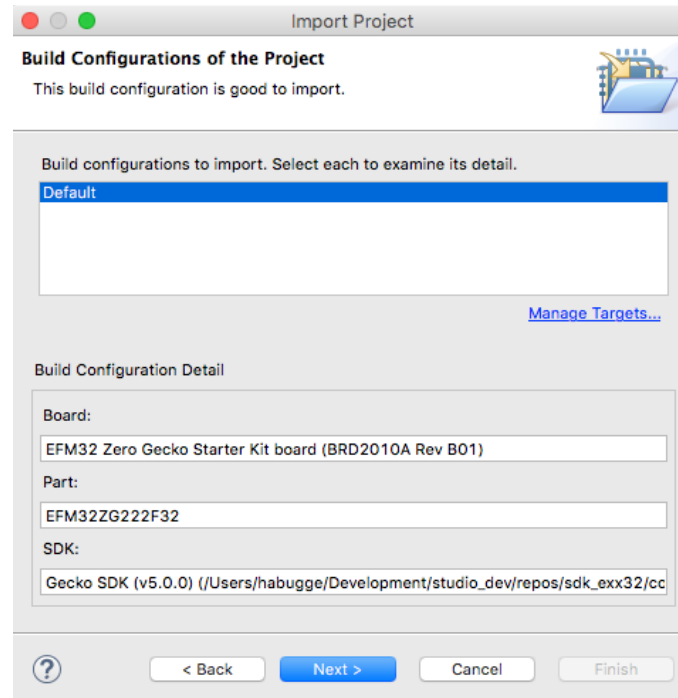 Import Project
Build Configurations of the Project
This build configuration is good to import.
Build configurations to import. Select each to examine its detail.
Default
Manage Targets...
Build Configuration Detail
Board:
EFM32 Zero Gecko Starter Kit board (BRD2010A Rev B01)
Part:
EFM32ZG222F32
SDK:
Gecko SDK (v5.0.0) (/Users/habugge/Development/studio_dev/repos/sdk_exx32/cc
? < Back Next > Cancel Finish